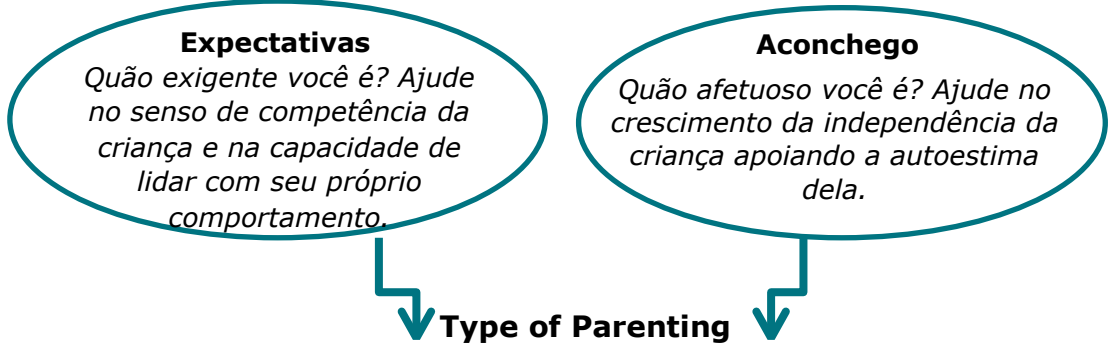 Expectativas
Quão exigente você é? Ajude
no senso de competência da
criança e na capacidade de
lidar com seu próprio
comportamento.
Aconchego
Quão afetuoso você é? Ajude no
crescimento da independência da
criança apoiando a autoestima
dela.
Type of Parenting